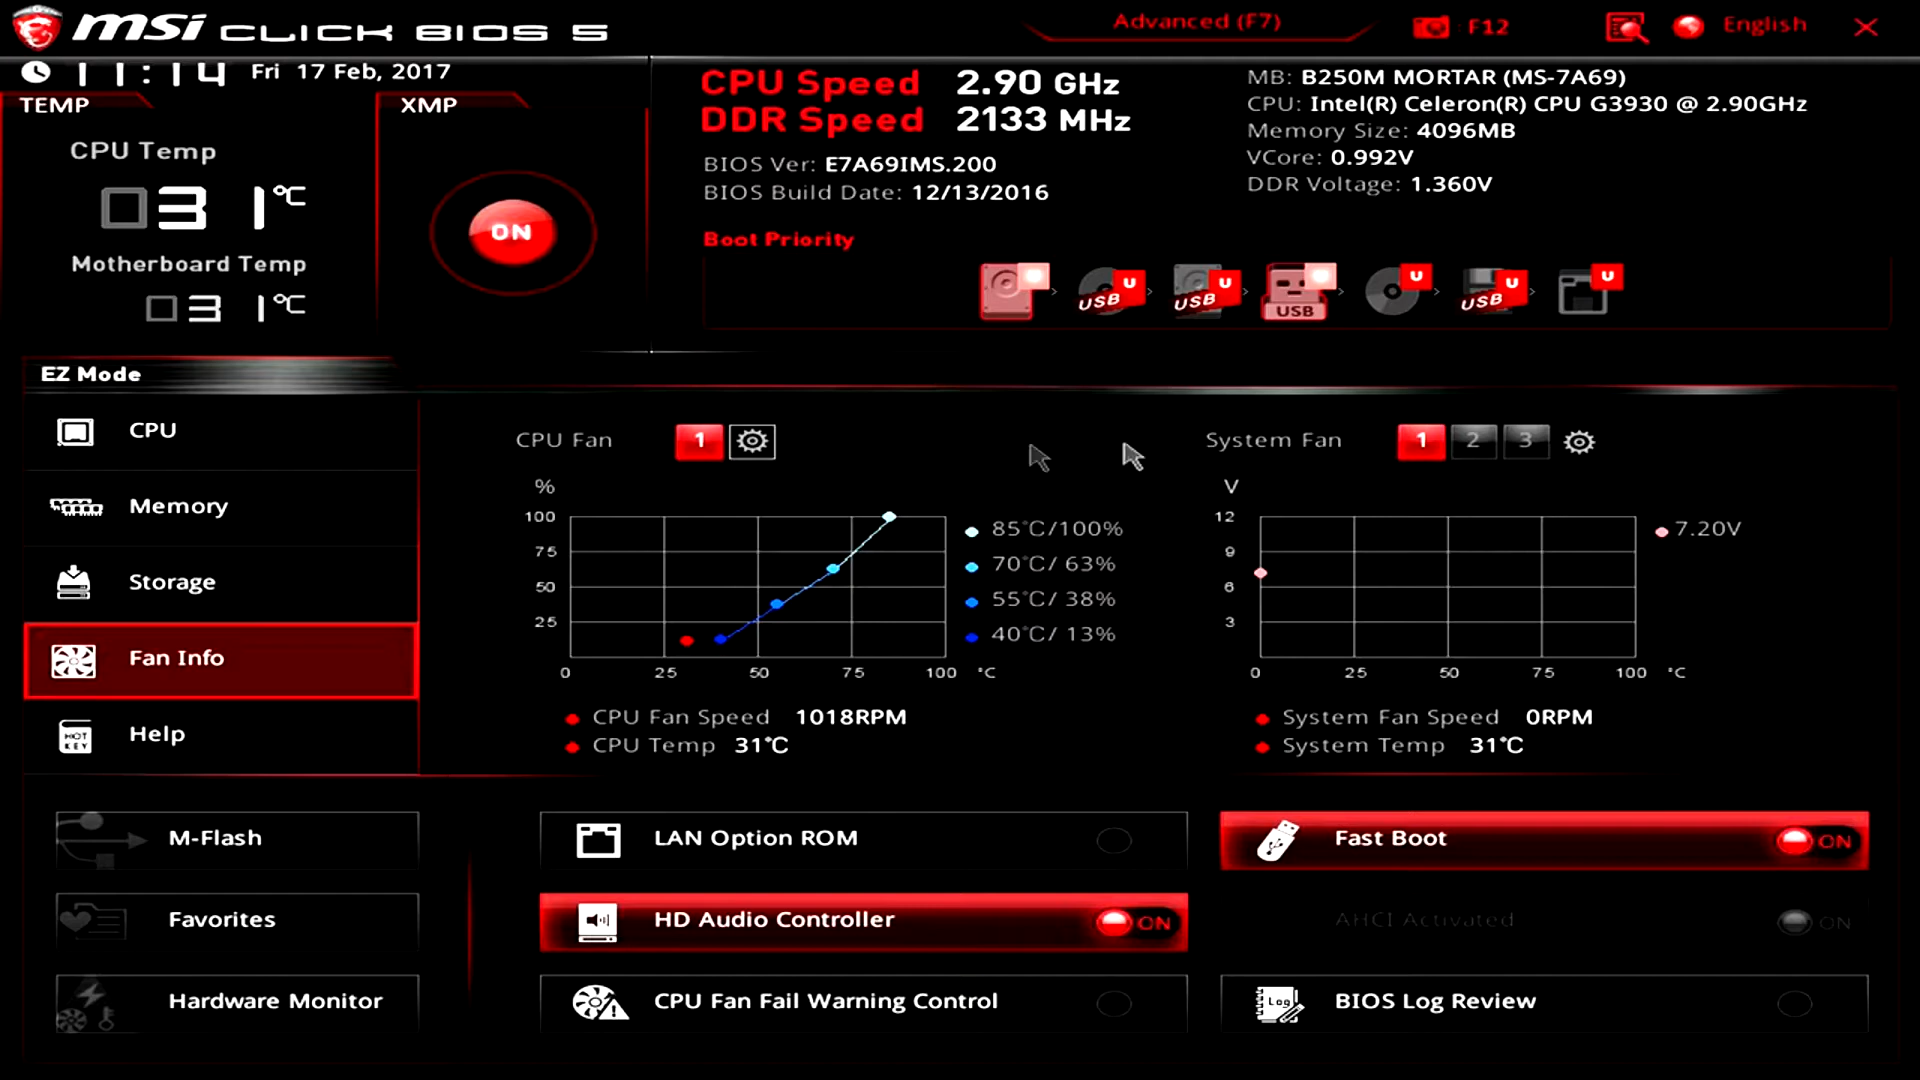 msi CLICK BIOS 5
Advanced (F7)
F12
English
11:14 Fri 17 Feb, 2017
TEMP
CPU Temp
031°C
Motherboard Temp
031°C
XMP
ON
CPU Speed 2.90 GHz
DDR Speed 2133 MHz
BIOS Ver: E7A69IMS.200
BIOS Build Date: 12/13/2016
MB: B250M MORTAR (MS-7A69)
CPU: Intel(R) Celeron(R) CPU G3930 @ 2.90GHz
Memory Size: 4096MB
VCore: 0.992V
DDR Voltage: 1.360V
Boot Priority
USB U
USB U
USB
U
USB U
U
EZ Mode
CPU
Memory
Storage
Fan Info
HOT KEY
Help
CPU Fan 1
%
100
75
50
25
0 25 50 75 100 °C
85°C/100%
70°C/ 63%
55°C/ 38%
40°C/ 13%
CPU Fan Speed 1018RPM
CPU Temp 31°C
System Fan 1 2 3
V
12
9
6
3
0 25 50 75 100 °C
7.20V
System Fan Speed 0RPM
System Temp 31°C
M-Flash
Favorites
Hardware Monitor
LAN Option ROM
HD Audio Controller ON
CPU Fan Fail Warning Control
Fast Boot ON
AHCI Activated ON
Log
BIOS Log Review